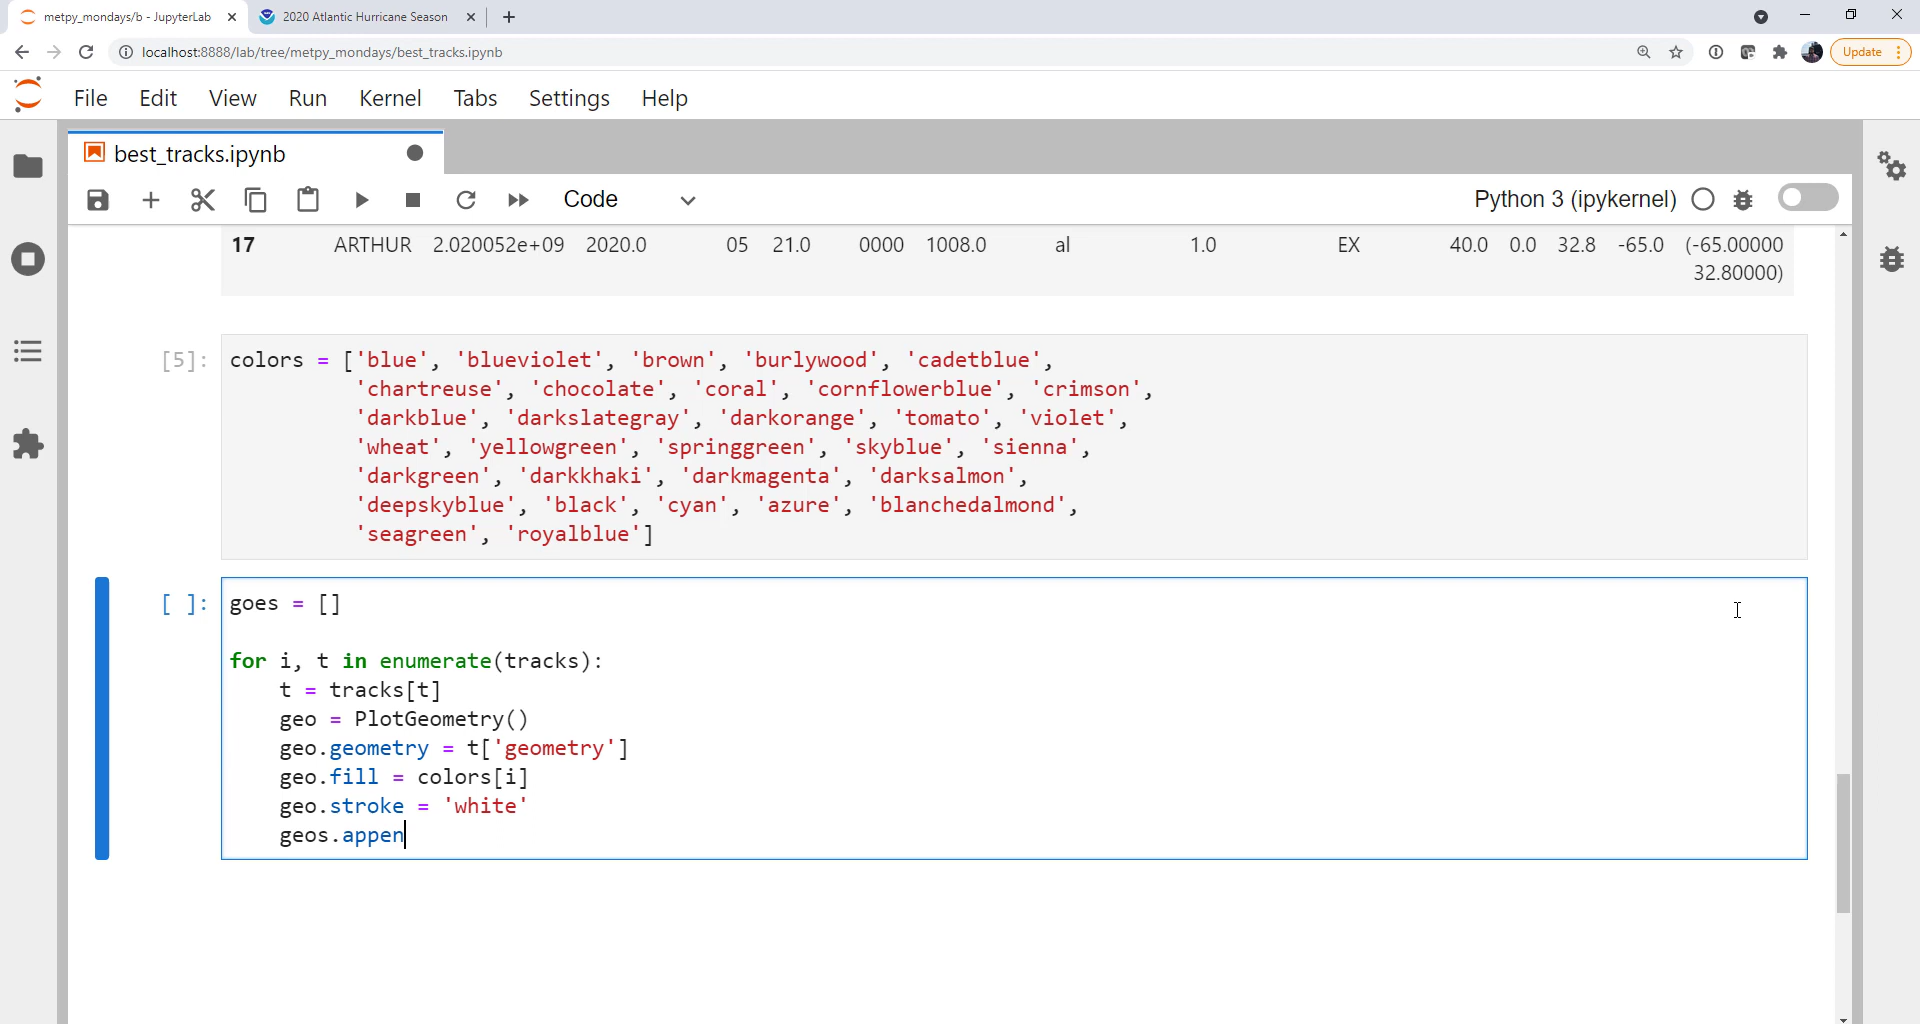 metpy_mondays/b - JupyterLab
2020 Atlantic Hurricane Season
localhost:8888/lab/tree/metpy_mondays/best_tracks.ipynb
Update
File Edit View Run Kernel Tabs Settings Help
best_tracks.ipynb
Code
Python 3 (ipykernel)
17 ARTHUR 2.020052e+09 2020.0 05 21.0 0000 1008.0 al 1.0 EX 40.0 0.0 32.8 -65.0 (-65.00000
32.80000)
[5]: colors = ['blue', 'blueviolet', 'brown', 'burlywood', 'cadetblue',
'chartreuse', 'chocolate', 'coral', 'cornflowerblue', 'crimson',
'darkblue', 'darkslategray', 'darkorange', 'tomato', 'violet',
'wheat', 'yellowgreen', 'springgreen', 'skyblue', 'sienna',
'darkgreen', 'darkkhaki', 'darkmagenta', 'darksalmon',
'deepskyblue', 'black', 'cyan', 'azure', 'blanchedalmond',
'seagreen', 'royalblue']
[ ]: goes = []
for i, t in enumerate(tracks):
t = tracks[t]
geo = PlotGeometry()
geo.geometry = t['geometry']
geo.fill = colors[i]
geo.stroke = 'white'
geos.appen